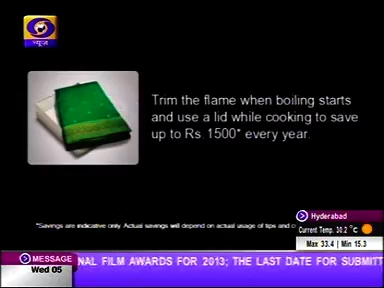 न्यूज़
Trim the flame when boiling starts
and use a lid while cooking to save
up to Rs. 1500* every year.
*Savings are indicative only. Actual savings will depend on actual usage of tips and
Hyderabad
Current Temp. 30.2 °C
Max 33.4 Min 15.3
MESSAGE
Wed 05
NAL FILM AWARDS FOR 2013; THE LAST DATE FOR SUBMITT